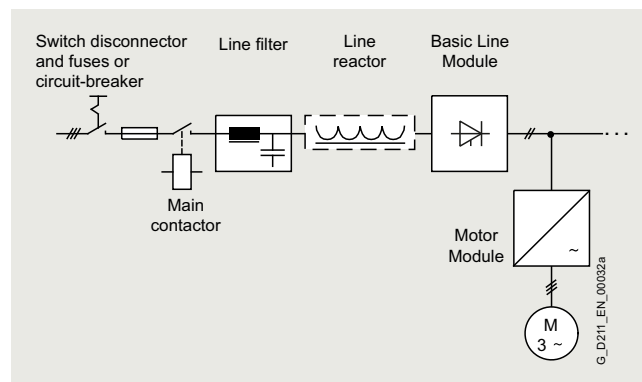 Switch disconnector
and fuses or
circuit-breaker
Line filter
Line
reactor
Basic Line
Module
Main
contactor
Motor
Module
~
M
3 ~
G_D211_EN_00032a